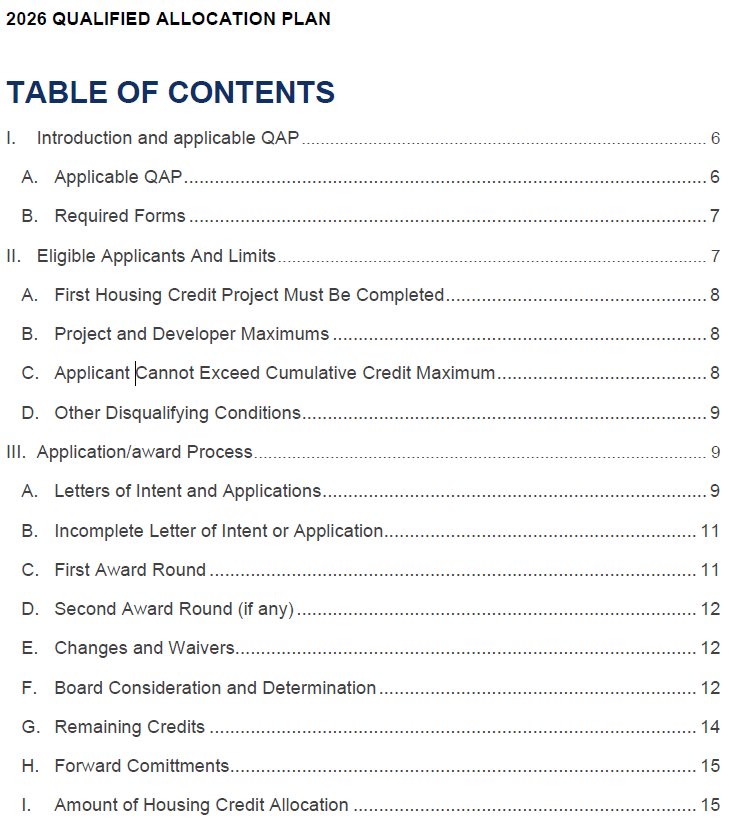 2026 QUALIFIED ALLOCATION PLAN
TABLE OF CONTENTS
I. Introduction and applicable QAP 6
A. Applicable QAP 6
B. Required Forms 7
II. Eligible Applicants And Limits 7
A. First Housing Credit Project Must Be Completed 8
B. Project and Developer Maximums 8
C. Applicant Cannot Exceed Cumulative Credit Maximum 8
D. Other Disqualifying Conditions 9
III. Application/award Process 9
A. Letters of Intent and Applications 9
B. Incomplete Letter of Intent or Application 11
C. First Award Round 11
D. Second Award Round (if any) 12
E. Changes and Waivers 12
F. Board Consideration and Determination 12
G. Remaining Credits 14
H. Forward Comittments 15
I. Amount of Housing Credit Allocation 15